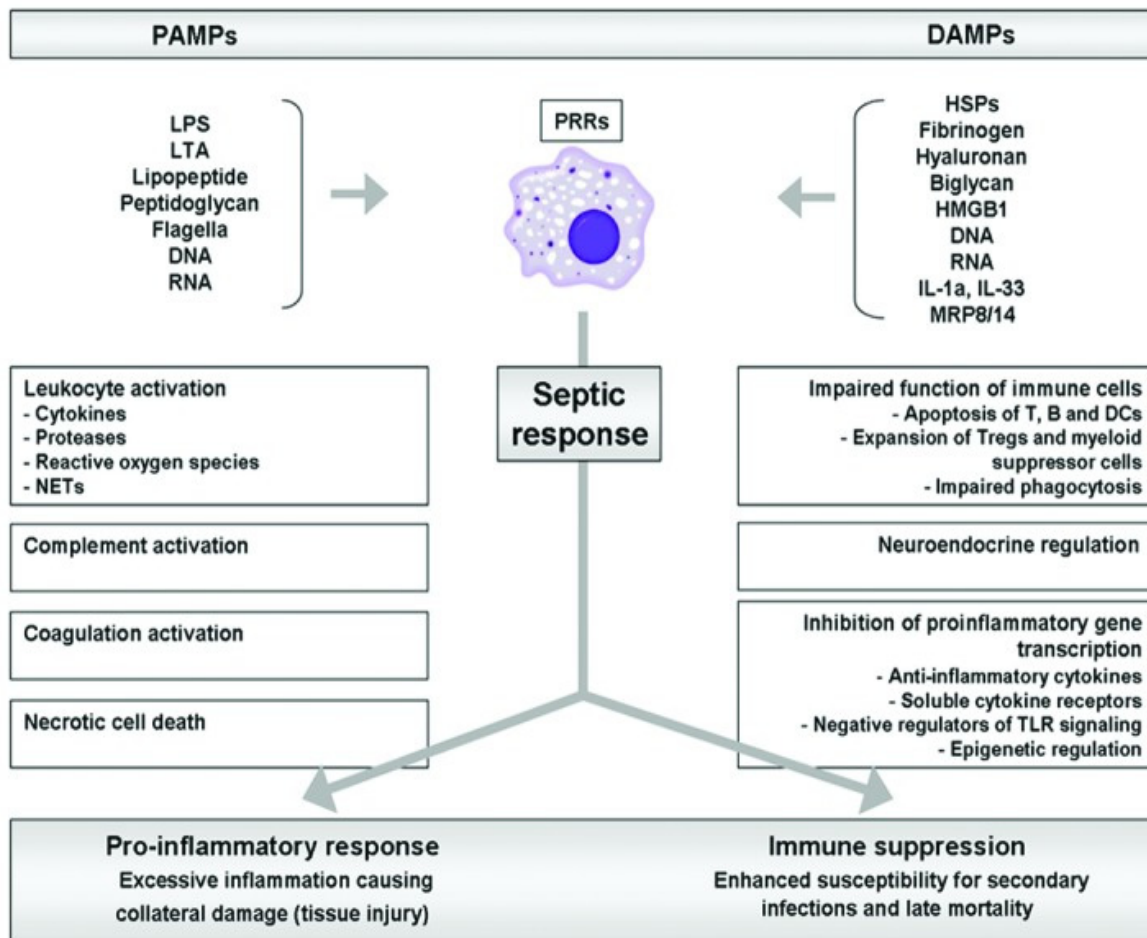 PAMPs
DAMPs
LPS
LTA
Lipopeptide
Peptidoglycan
Flagella
DNA
RNA
PRRs
HSPs
Fibrinogen
Hyaluronan
Biglycan
HMGB1
DNA
RNA
IL-1a, IL-33
MRP8/14
Septic
response
Leukocyte activation
- Cytokines
- Proteases
- Reactive oxygen species
- NETs
Complement activation
Coagulation activation
Necrotic cell death
Impaired function of immune cells
- Apoptosis of T, B and DCs
- Expansion of Tregs and myeloid
suppressor cells
- Impaired phagocytosis
Neuroendocrine regulation
Inhibition of proinflammatory gene
transcription
- Anti-inflammatory cytokines
- Soluble cytokine receptors
- Negative regulators of TLR signaling
- Epigenetic regulation
Pro-inflammatory response
Excessive inflammation causing
collateral damage (tissue injury)
Immune suppression
Enhanced susceptibility for secondary
infections and late mortality